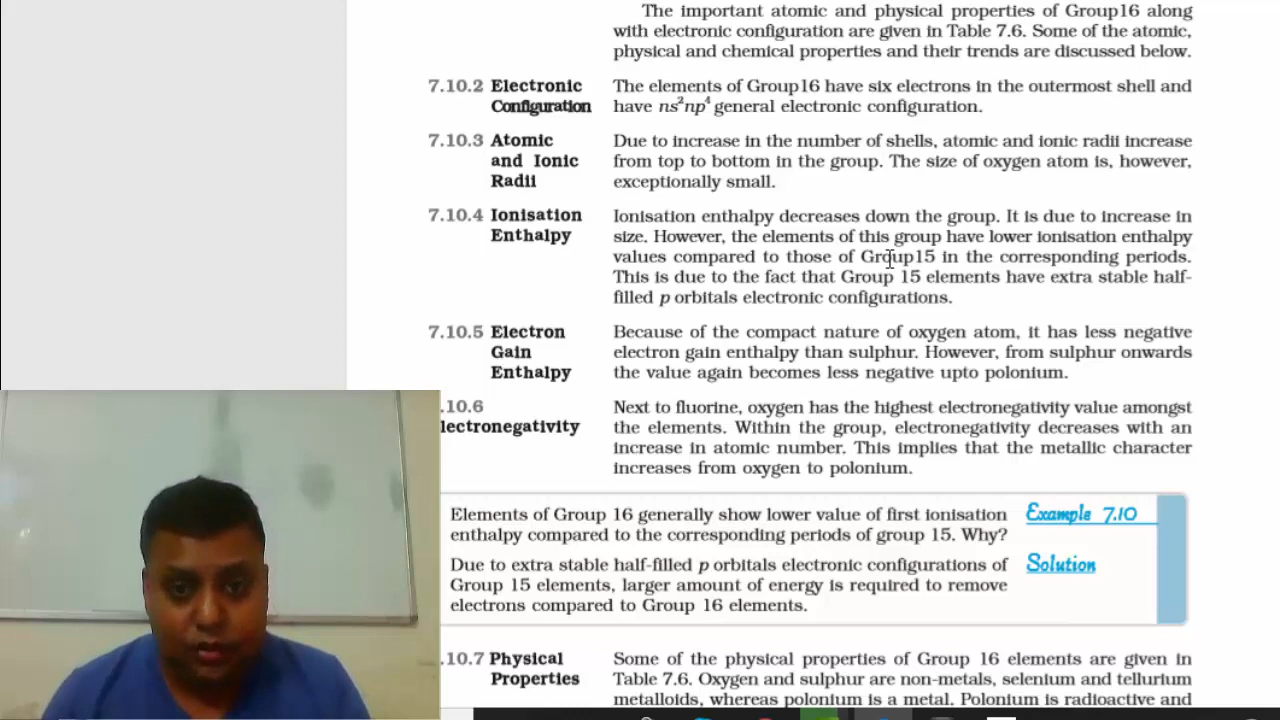 The important atomic and physical properties of Group16 along
with electronic configuration are given in Table 7.6. Some of the atomic,
physical and chemical properties and their trends are discussed below.
7.10.2 Electronic
Configuration
The elements of Group16 have six electrons in the outermost shell and
have ns²np⁴ general electronic configuration.
7.10.3 Atomic
and Ionic
Radii
Due to increase in the number of shells, atomic and ionic radii increase
from top to bottom in the group. The size of oxygen atom is, however,
exceptionally small.
7.10.4 Ionisation
Enthalpy
Ionisation enthalpy decreases down the group. It is due to increase in
size. However, the elements of this group have lower ionisation enthalpy
values compared to those of Group15 in the corresponding periods.
This is due to the fact that Group 15 elements have extra stable half-
filled p orbitals electronic configurations.
7.10.5 Electron
Gain
Enthalpy
Because of the compact nature of oxygen atom, it has less negative
electron gain enthalpy than sulphur. However, from sulphur onwards
the value again becomes less negative upto polonium.
.10.6
lectronegativity
Next to fluorine, oxygen has the highest electronegativity value amongst
the elements. Within the group, electronegativity decreases with an
increase in atomic number. This implies that the metallic character
increases from oxygen to polonium.
Elements of Group 16 generally show lower value of first ionisation
enthalpy compared to the corresponding periods of group 15. Why?
Example 7.10
Due to extra stable half-filled p orbitals electronic configurations of
Group 15 elements, larger amount of energy is required to remove
electrons compared to Group 16 elements.
Solution
.10.7 Physical
Properties
Some of the physical properties of Group 16 elements are given in
Table 7.6. Oxygen and sulphur are non-metals, selenium and tellurium
metalloids, whereas polonium is a metal. Polonium is radioactive and